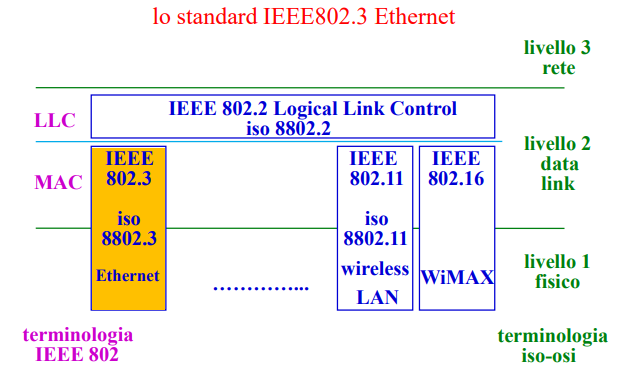 lo standard IEEE802.3 Ethernet
livello 3
rete
LLC
IEEE 802.2 Logical Link Control
iso 8802.2
livello 2
data
link
MAC
IEEE
802.3
iso
8802.3
Ethernet
..............
IEEE
802.11
iso
8802.11
wireless
LAN
IEEE
802.16
WiMAX
livello 1
fisico
terminologia
IEEE 802
terminologia
iso-osi